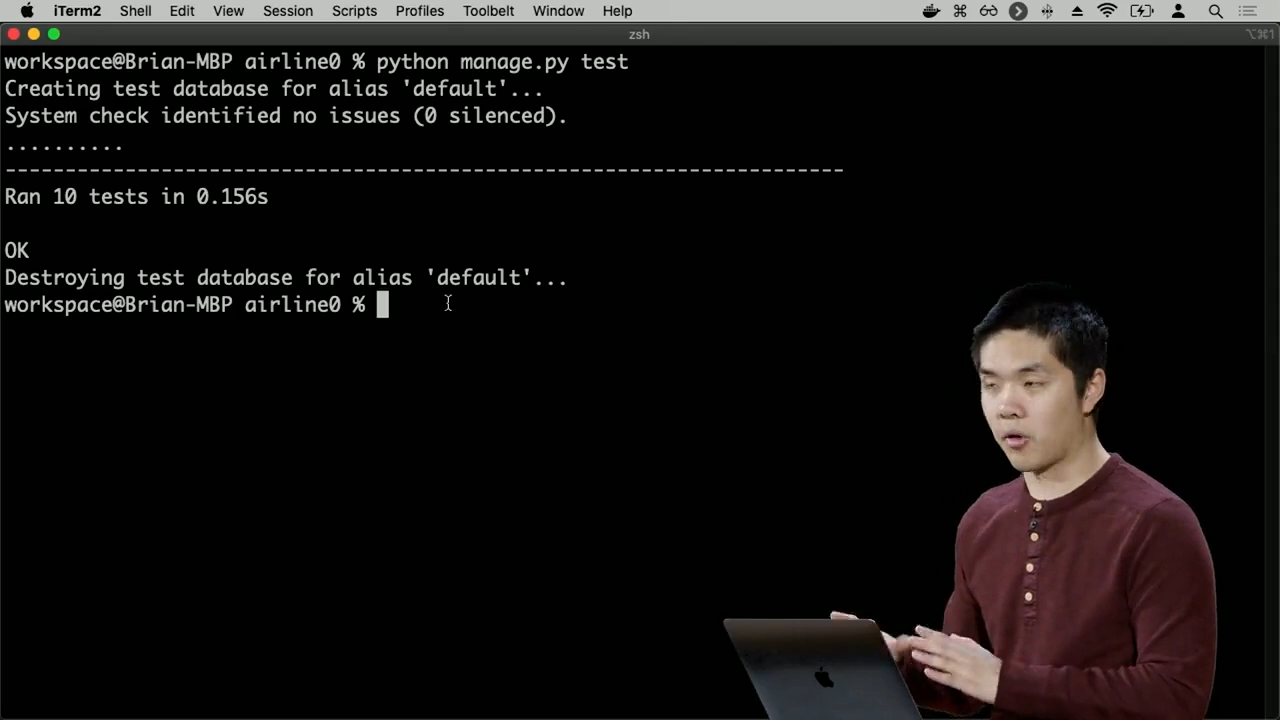 iTerm2 Shell Edit View Session Scripts Profiles Toolbelt Window Help
zsh
⌥⌘1
workspace@Brian-MBP airline0 % python manage.py test
Creating test database for alias 'default'...
System check identified no issues (0 silenced).
..........
----------------------------------------------------------------------
Ran 10 tests in 0.156s
OK
Destroying test database for alias 'default'...
workspace@Brian-MBP airline0 %